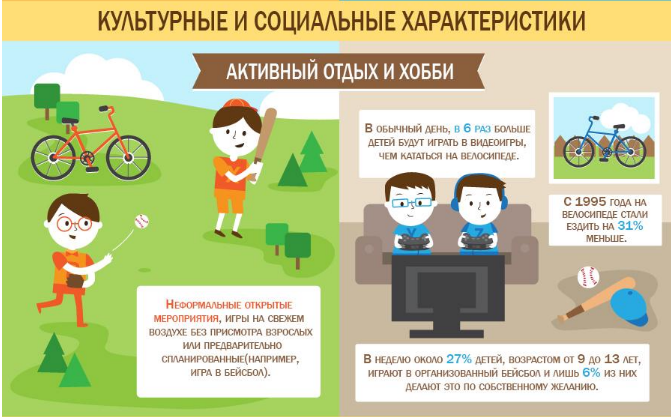 КУЛЬТУРНЫЕ И СОЦИАЛЬНЫЕ ХАРАКТЕРИСТИКИ
АКТИВНЫЙ ОТДЫХ И ХОББИ
В ОБЫЧНЫЙ ДЕНЬ, В 6 РАЗ БОЛЬШЕ
ДЕТЕЙ БУДУТ ИГРАТЬ В ВИДЕОИГРЫ,
ЧЕМ КАТАТЬСЯ НА ВЕЛОСИПЕДЕ.
С 1995 ГОДА НА
ВЕЛОСИПЕДЕ СТАЛИ
ЕЗДИТЬ НА 31%
МЕНЬШЕ.
Y
Z
НЕФОРМАЛЬНЫЕ ОТКРЫТЫЕ
МЕРОПРИЯТИЯ, ИГРЫ НА СВЕЖЕМ
ВОЗДУХЕ БЕЗ ПРИСМОТРА ВЗРОСЛЫХ
ИЛИ ПРЕДВАРИТЕЛЬНО
СПЛАНИРОВАННЫЕ(НАПРИМЕР,
ИГРА В БЕЙСБОЛ).
В НЕДЕЛЮ ОКОЛО 27% ДЕТЕЙ, ВОЗРАСТОМ ОТ 9 ДО 13 ЛЕТ,
ИГРАЮТ В ОРГАНИЗОВАННЫЙ БЕЙСБОЛ И ЛИШЬ 6% ИЗ НИХ
ДЕЛАЮТ ЭТО ПО СОБСТВЕННОМУ ЖЕЛАНИЮ.